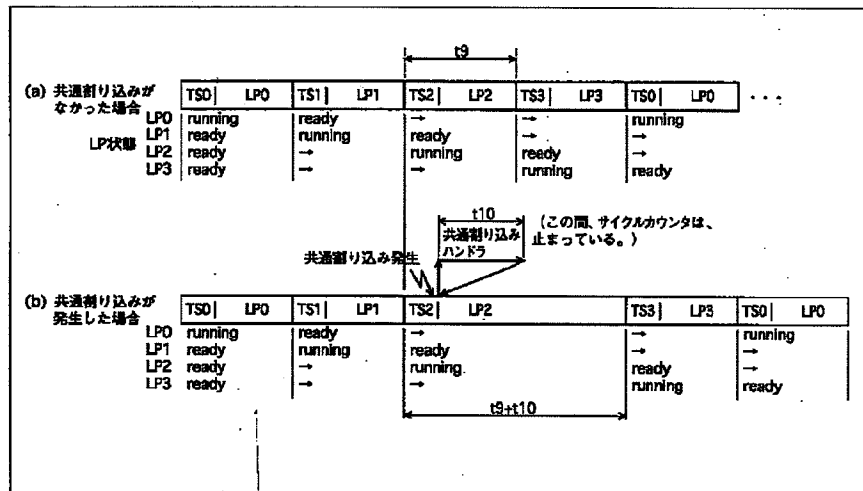 t9
(a) 共通割り込みが
なかった場合
TS0 LP0 TS1 LP1 TS2 LP2 TS3 LP3 TS0 LP0 ・・・
LP状態
LP0 running ready → → running
LP1 ready running ready → →
LP2 ready → running ready →
LP3 ready → → running ready
t10
共通割り込み
ハンドラ
(この間、サイクルカウンタは、
止まっている。)
共通割り込み発生
(b) 共通割り込みが
発生した場合
TS0 LP0 TS1 LP1 TS2 LP2 TS3 LP3 TS0 LP0
LP0 running ready → → running
LP1 ready running ready → →
LP2 ready → running ready →
LP3 ready → → running ready
t9+t10